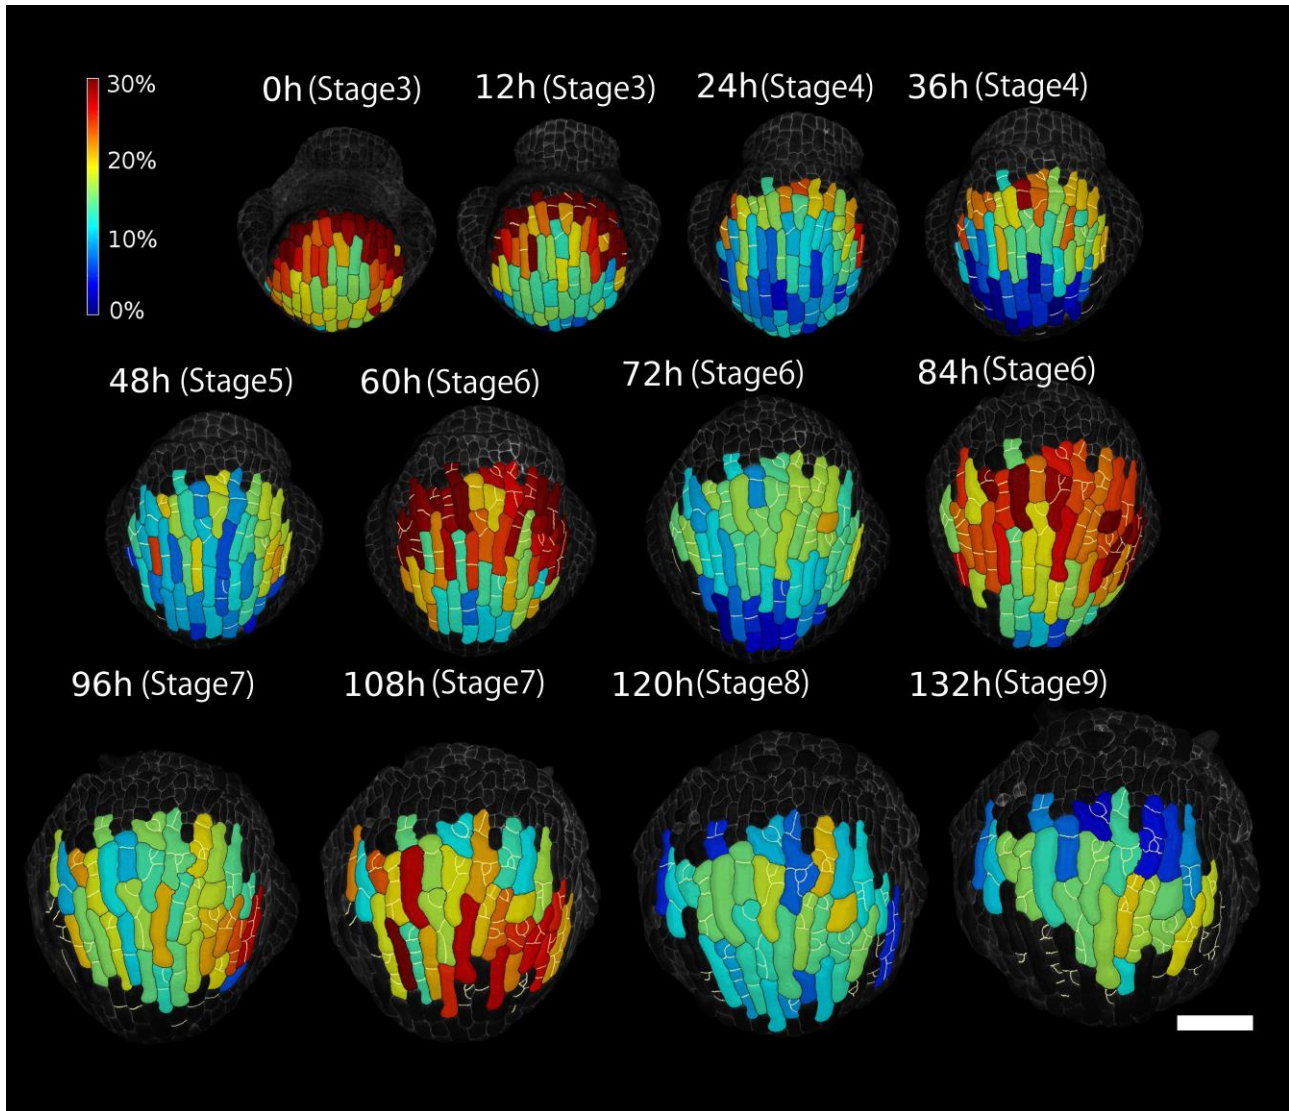 30%
20%
10%
0%
0h (Stage3)
12h (Stage3)
24h(Stage4)
36h (Stage4)
48h (Stage5)
60h(Stage6)
72h (Stage6)
84h(Stage6)
96h (Stage7)
108h(Stage7)
120h(Stage8)
132h(Stage9)